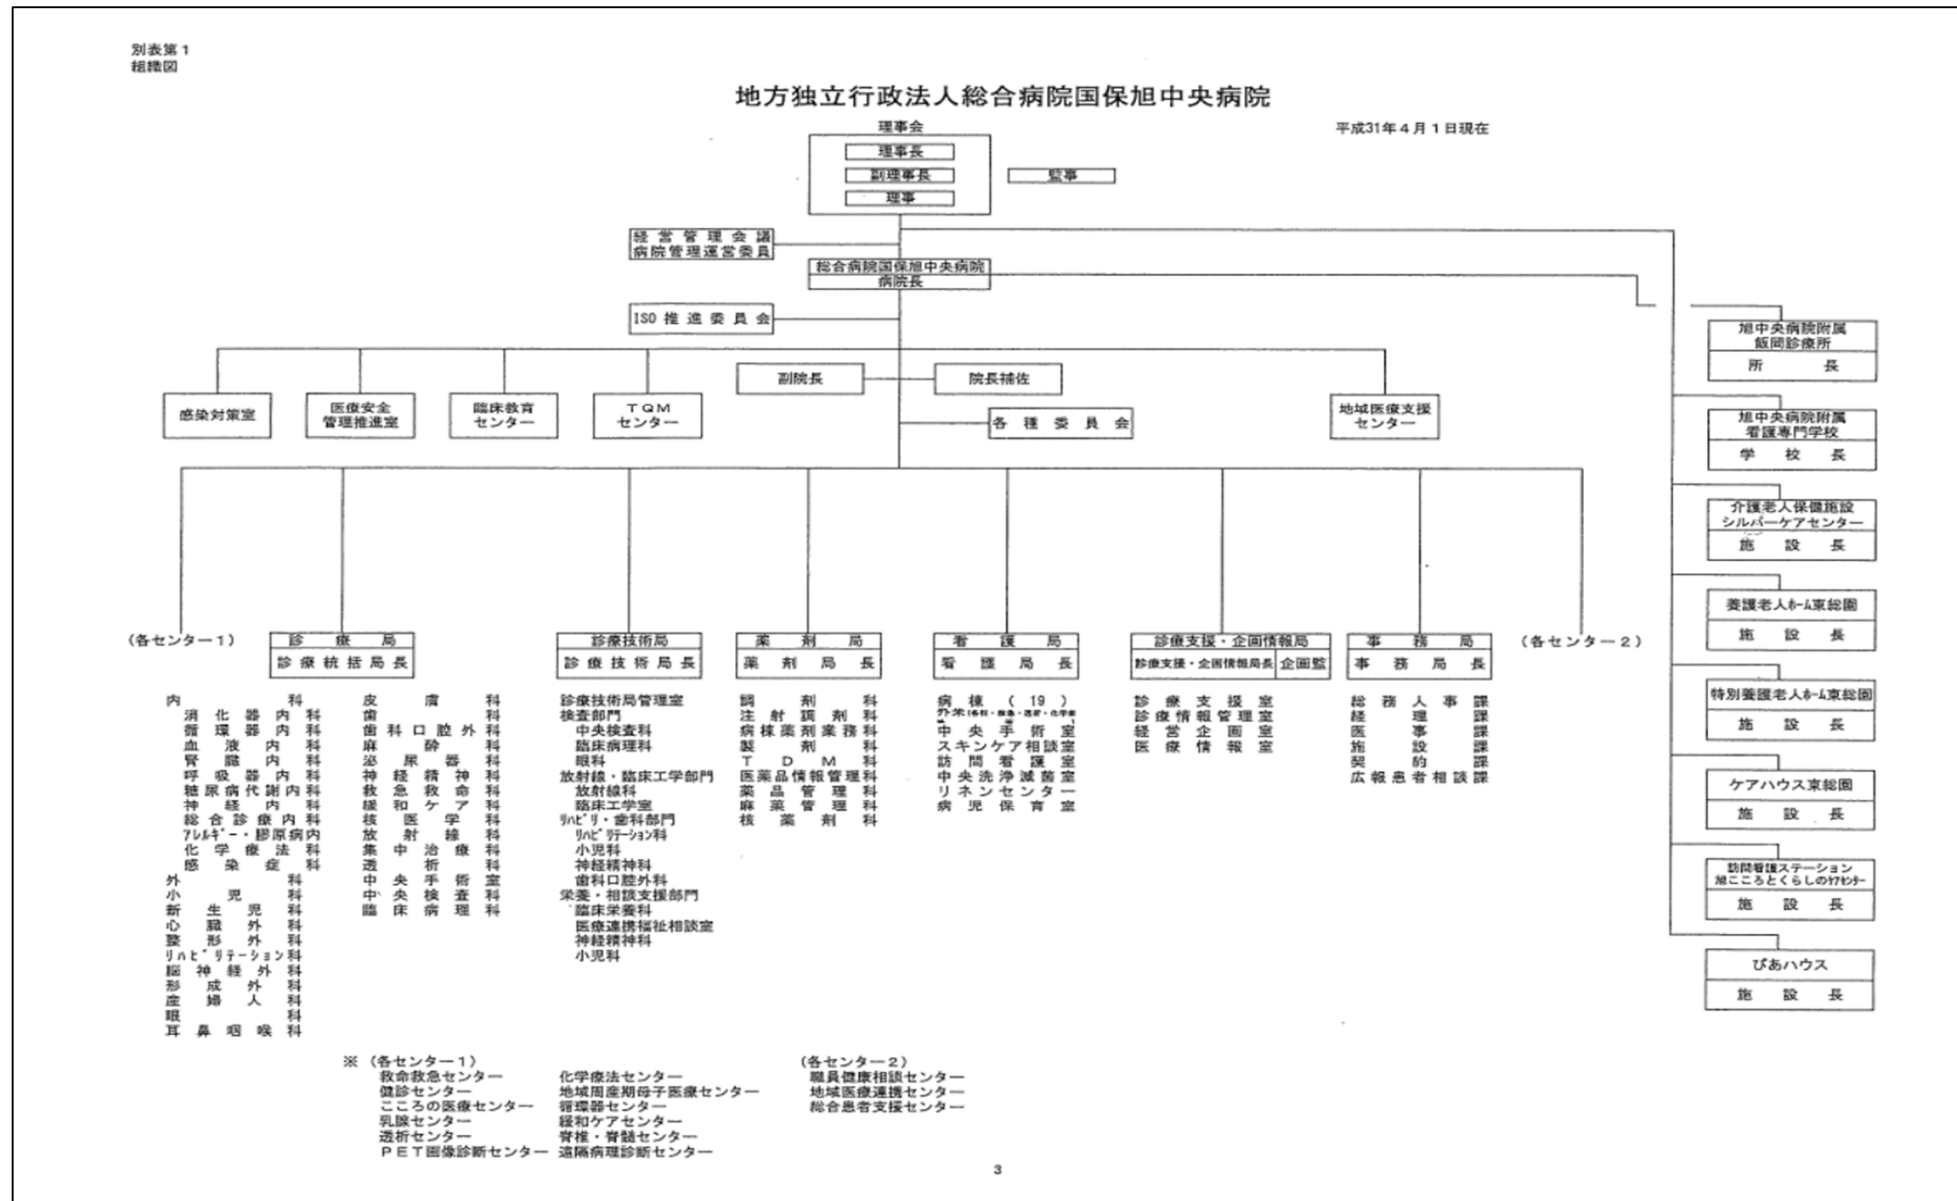 別表第1
組織図
地方独立行政法人総合病院国保旭中央病院
平成31年4月1日現在
理事会
理事長
副理事長
理事
監事
経営管理会議
病院管理運営委員
総合病院国保旭中央病院
病院長
ISO推進委員会
副院長
院長補佐
各種委員会
感染対策室
医療安全
管理推進室
臨床教育
センター
TQM
センター
地域医療支援
センター
旭中央病院附属
飯岡診療所
所長
旭中央病院附属
看護専門学校
学校長
介護老人保健施設
シルバーケアセンター
施設長
養護老人ホーム東総園
施設長
特別養護老人ホーム東総園
施設長
ケアハウス東総園
施設長
訪問看護ステーション
旭こころとくらしのケアセンター
施設長
ぴあハウス
施設長
(各センター1)
診療局
診療統括局長
内科
消化器内科
循環器内科
血液内科
腎臓内科
呼吸器内科
糖尿病代謝内科
神経内科
総合診療内科
アレルギー・膠原病内
化学療法科
感染症科
外科
小児科
新生児科
心臓外科
整形外科
リハビリテーション科
脳神経外科
形成外科
産婦人科
眼科
耳鼻咽喉科
皮膚科
歯科
歯科口腔外科
麻酔科
泌尿器科
神経精神科
救急救命科
緩和ケア科
核医学科
放射線科
集中治療科
透析科
中央手術室
中央検査科
臨床病理科
診療技術局
診療技術局長
診療技術局管理室
検査部門
中央検査科
臨床病理科
眼科
放射線・臨床工学部門
放射線科
臨床工学室
リハビリ・歯科部門
リハビリテーション科
小児科
神経精神科
歯科口腔外科
栄養・相談支援部門
臨床栄養科
医療連携福祉相談室
神経精神科
小児科
薬剤局
薬剤局長
調剤科
注射調剤科
病棟薬剤業務科
製剤科
TDM科
医薬品情報管理科
薬品管理科
麻薬管理科
核薬剤科
看護局
看護局長
病棟(19)
中央手術室
スキンケア相談室
訪問看護室
中央洗浄滅菌室
リネンセンター
病児保育室
診療支援・企画情報局
診療支援・企画情報局長 企画監
診療支援室
診療情報管理室
経営企画室
医療情報室
事務局
事務局長
総務人事課
経理課
医事課
施設課
契約課
広報患者相談課
(各センター2)
※(各センター1)
救命救急センター
健診センター
こころの医療センター
乳腺センター
透析センター
PET画像診断センター
化学療法センター
地域周産期母子医療センター
循環器センター
緩和ケアセンター
脊椎・脊髄センター
遠隔病理診断センター
(各センター2)
職員健康相談センター
地域医療連携センター
総合患者支援センター
3